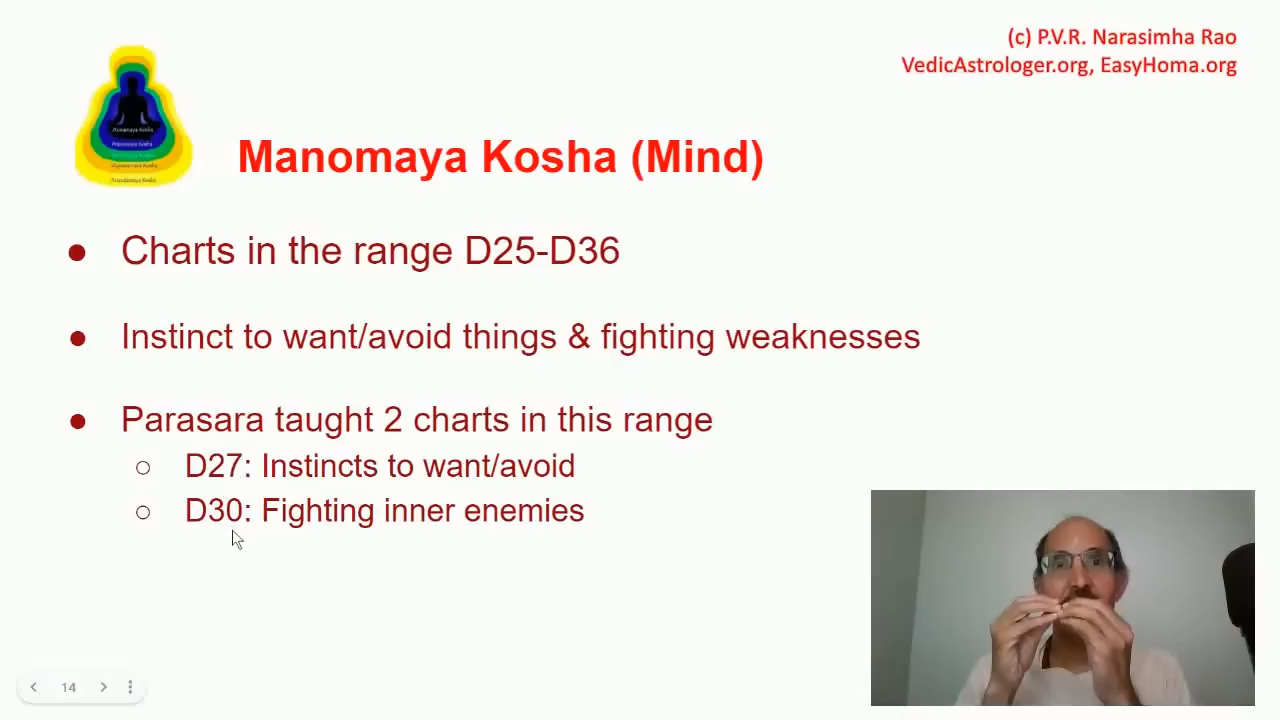 (c) P.V.R. Narasimha Rao
VedicAstrologer.org, EasyHoma.org
Manomaya Kosha (Mind)
● Charts in the range D25-D36
● Instinct to want/avoid things & fighting weaknesses
● Parasara taught 2 charts in this range
○ D27: Instincts to want/avoid
○ D30: Fighting inner enemies
14